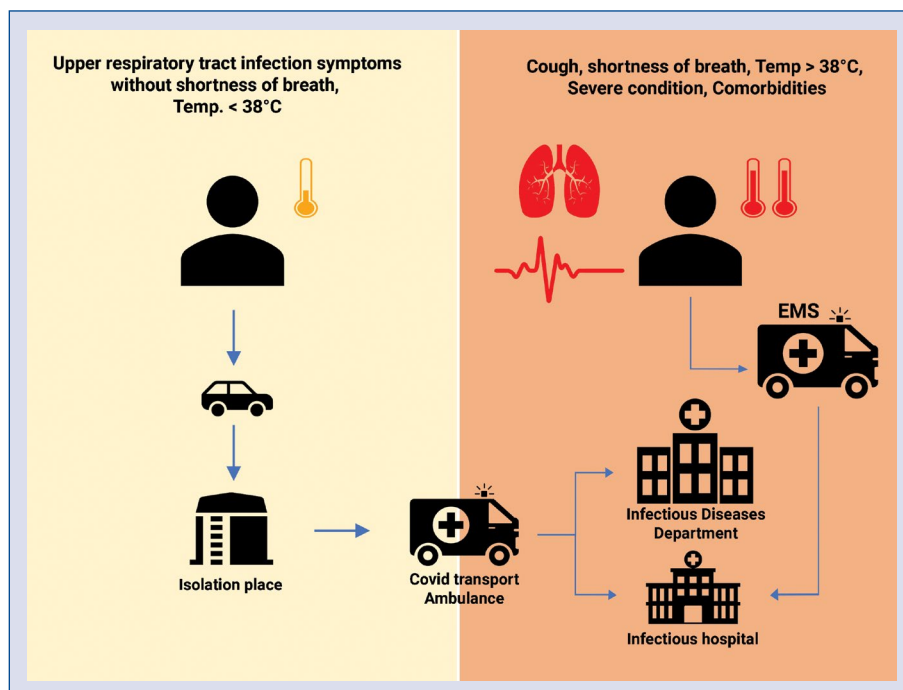 Upper respiratory tract infection symptoms
without shortness of breath,
Temp. < 38°C
Cough, shortness of breath, Temp > 38°C,
Severe condition, Comorbidities
EMS
Isolation place
Covid transport
Ambulance
Infectious Diseases
Department
Infectious hospital